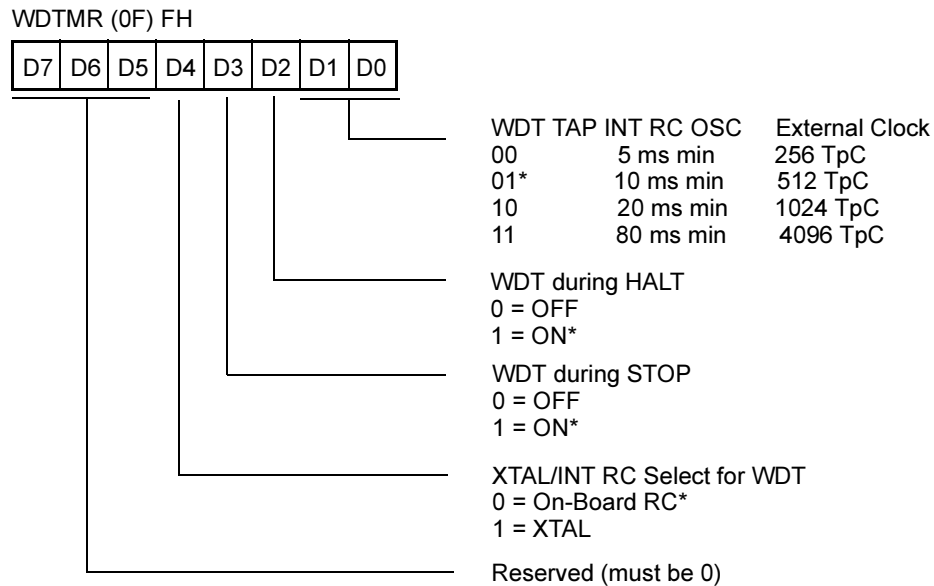 WDTMR (0F) FH
D7 D6 D5 D4 D3 D2 D1 D0
WDT TAP INT RC OSC External Clock
00 5 ms min 256 TpC
01* 10 ms min 512 TpC
10 20 ms min 1024 TpC
11 80 ms min 4096 TpC
WDT during HALT
0 = OFF
1 = ON*
WDT during STOP
0 = OFF
1 = ON*
XTAL/INT RC Select for WDT
0 = On-Board RC*
1 = XTAL
Reserved (must be 0)